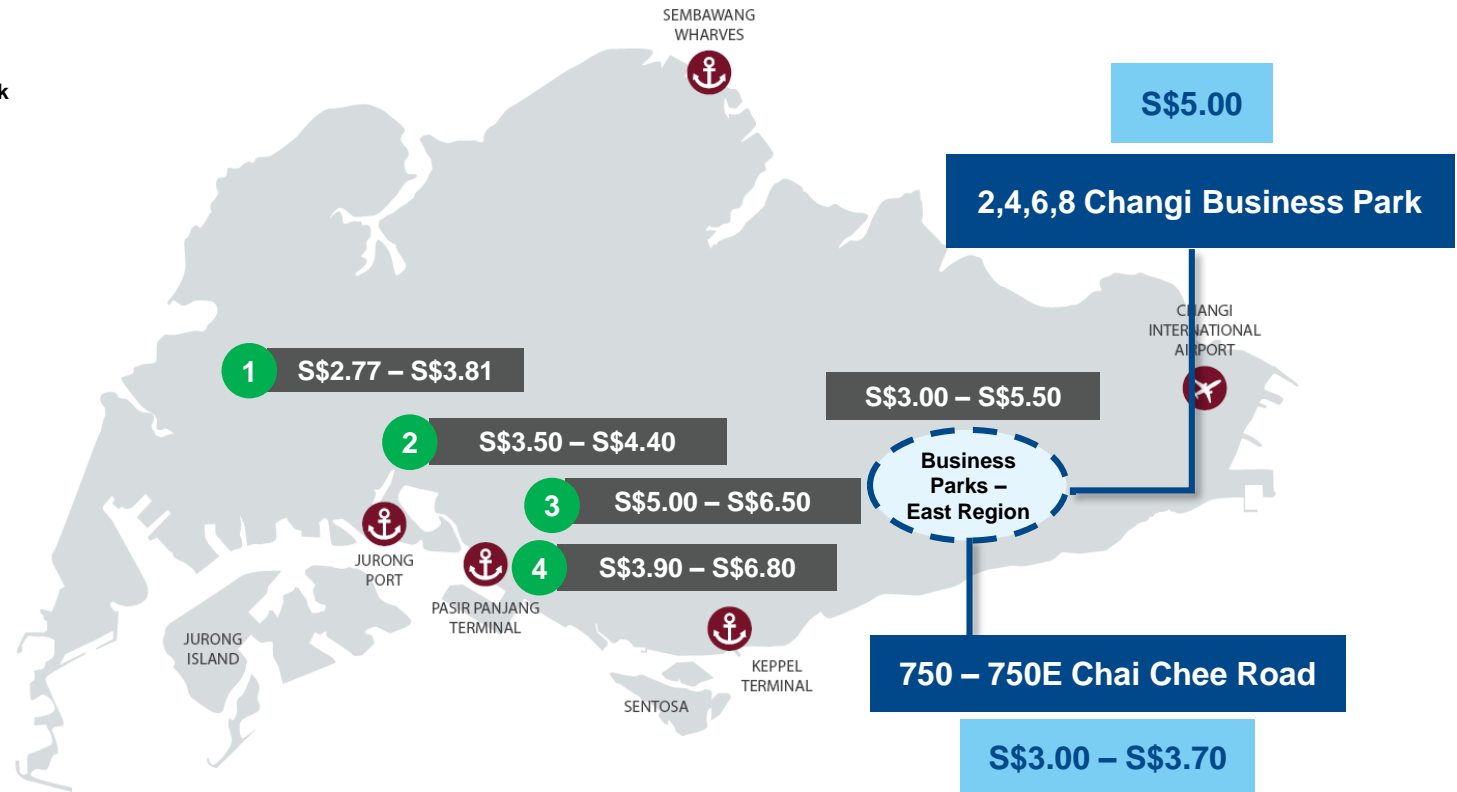 SEMBAWANG
WHARVES
k
S$5.00
2,4,6,8 Changi Business Park
CHANGI
INTERNATIONAL
AIRPORT
1
S$2.77 – S$3.81
S$3.00 – S$5.50
2
S$3.50 – S$4.40
Business
Parks –
East Region
3
S$5.00 – S$6.50
JURONG
PORT
4
S$3.90 – S$6.80
PASIR PANJANG
TERMINAL
JURONG
ISLAND
KEPPEL
TERMINAL
SENTOSA
750 – 750E Chai Chee Road
S$3.00 – S$3.70